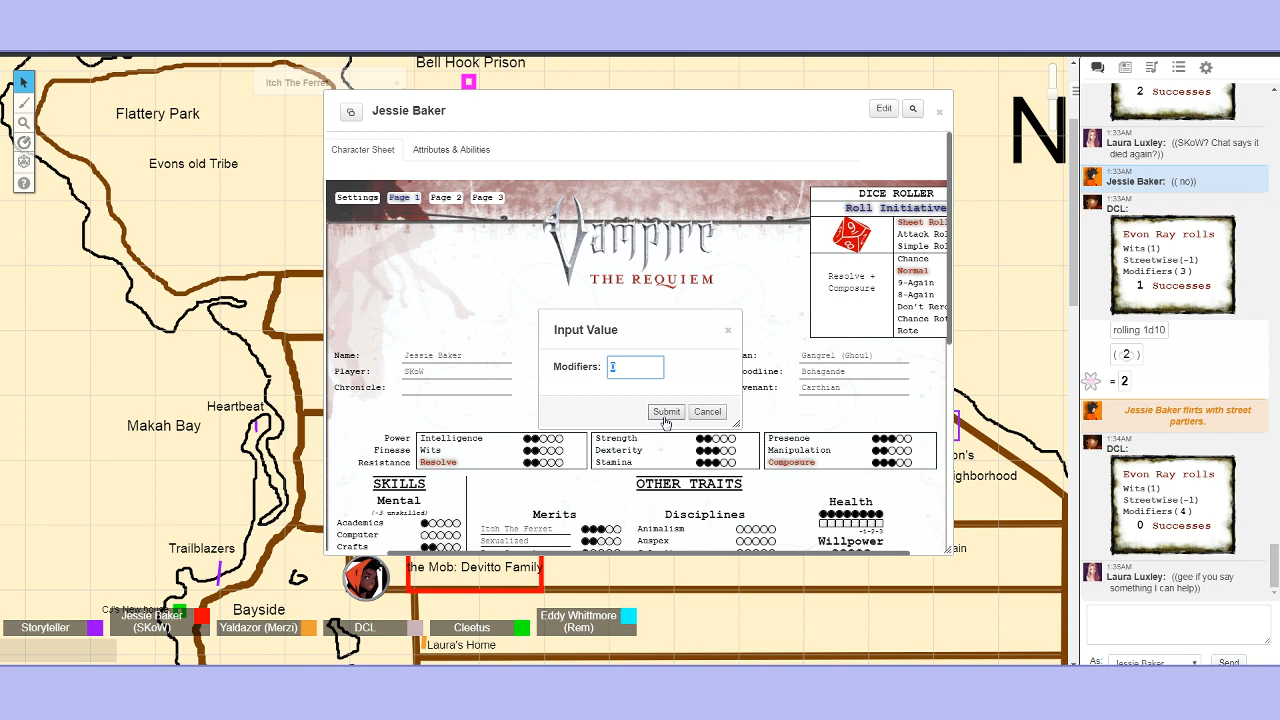 Bell Hook Prison
Itch The Ferret
Flattery Park
Evons old Tribe
N
Heartbeat
Makah Bay
Trailblazers
Bayside
the Mob: Devitto Family
Laura's Home
Jessie Baker
Edit
Character Sheet
Attributes & Abilities
Settings
Page 1
Page 2
Page 3
Vampire
THE REQUIEM
DICE ROLLER
Roll Initiative
Resolve +
Composure
Chance
Normal
9-Again
8-Again
Rote
Name: Jessie Baker
Player: SKoW
Chronicle:
Gangrel (Ghoul)
Bohagande
Carthian
Input Value
Modifiers: 0
Submit
Cancel
Power
Finesse
Resistance
Intelligence
Wits
Resolve
Strength
Dexterity
Stamina
Presence
Manipulation
Composure
SKILLS
Mental
(-3 unskilled)
Academics
Computer
Crafts
OTHER TRAITS
Merits
Itch The Ferret
Sexualized
Disciplines
Animalism
Auspex
Health
-1-2-3
Willpower
Storyteller
Jessie Baker
(SKoW)
Yaldazor (Merzi)
DCL
Cleetus
Eddy Whittmore
(Rem)
2 Successes
1:33AM
Laura Luxley: ((SKoW? Chat says it
died again?))
1:33AM
Jessie Baker: (( no))
1:33AM
DCL:
Evon Ray rolls
Wits(1)
Streetwise(-1)
Modifiers(3)
1 Successes
rolling 1d10
(2)
= 2
Jessie Baker flirts with street
partiers.
1:34AM
DCL:
Evon Ray rolls
Wits(1)
Streetwise(-1)
Modifiers(4)
0 Successes
1:35AM
Laura Luxley: ((gee if you say
something I can help))
As: Jessie Baker
Send